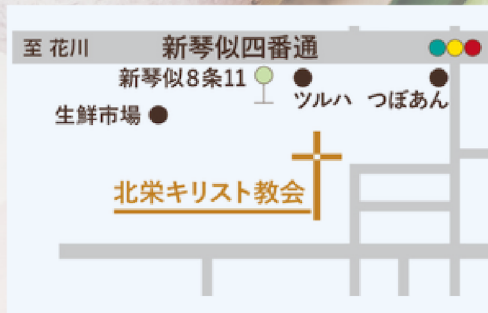 至 花川 新琴似四番通
新琴似8条11
ツルハ つぼあん
生鮮市場
北栄キリスト教会